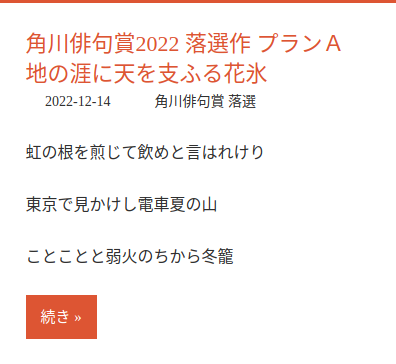 角川俳句賞2022 落選作 プランＡ
地の涯に天を支ふる花氷
2022-12-14 角川俳句賞 落選
虹の根を煎じて飲めと言はれけり
東京で見かけし電車夏の山
ことことと弱火のちから冬籠
続き »